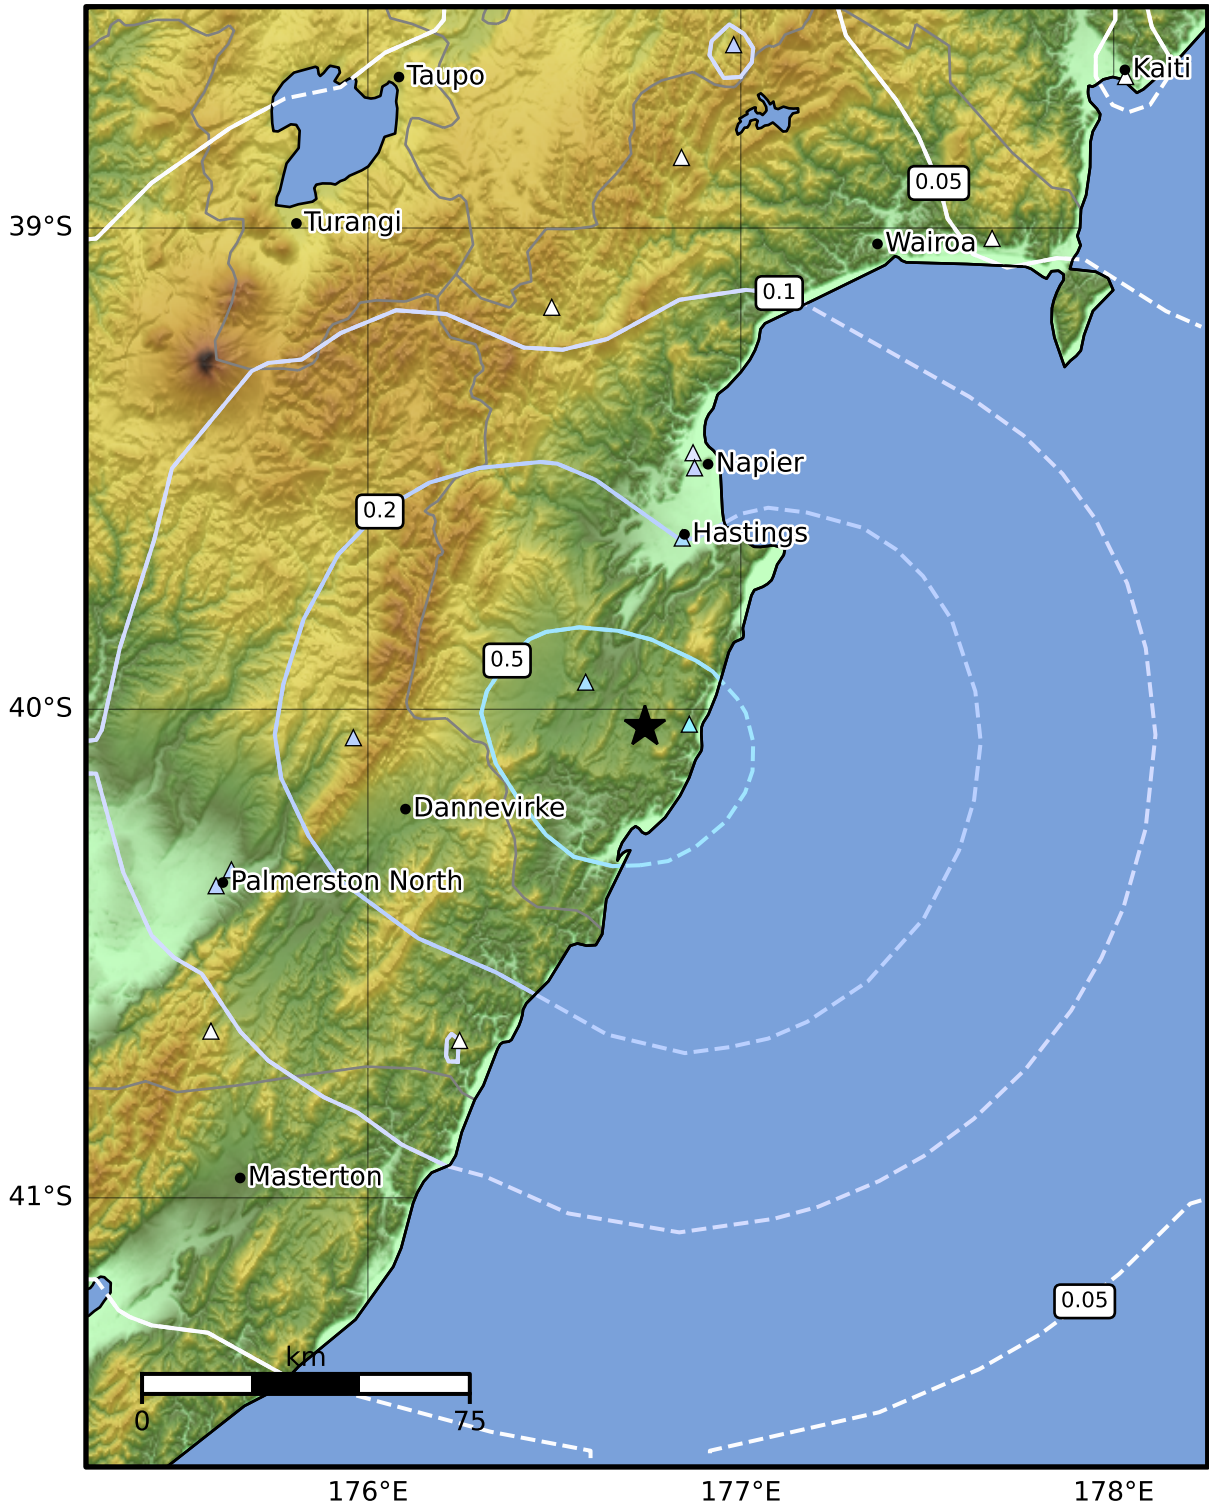 Kaiti
Taupo
0.05
Turangi
39°S
Wairoa
0.1
Napier
0.2
Hastings
0.5
40°S
Dannevirke
Palmerston North
Masterton
41°S
0.05
km
0 75
176°E 177°E 178°E